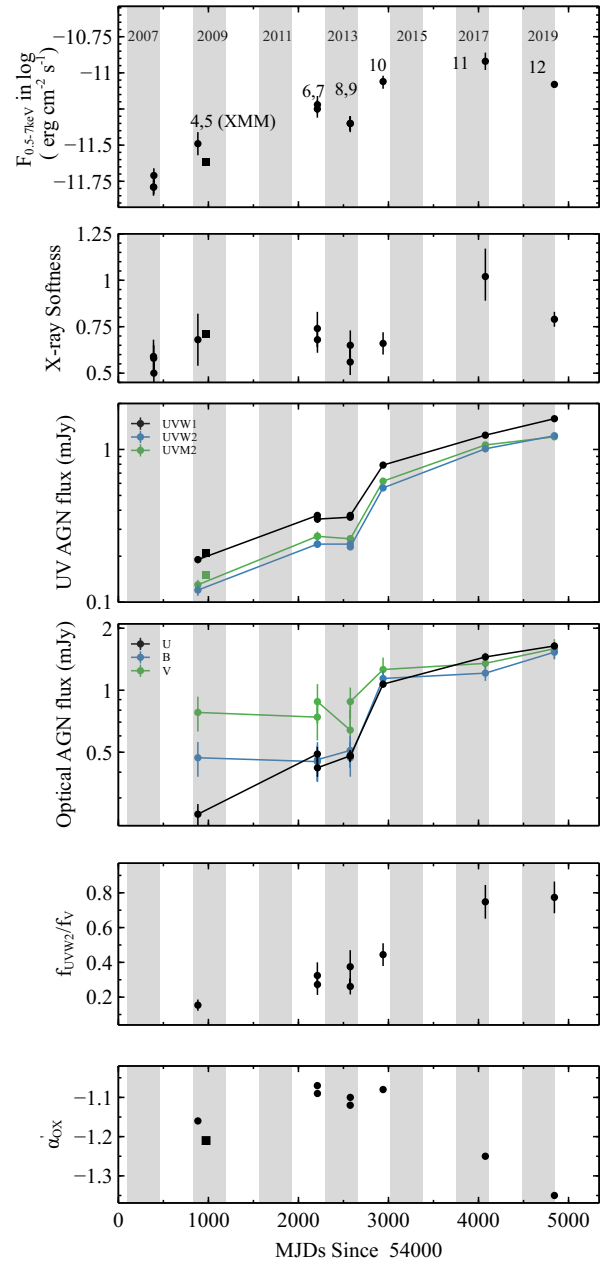 −10.75
−11
−11.5
−11.75
F0.5-7keV in log
( erg cm-2 s-1)
2007 2009 2011 2013 2015 2017 2019
4,5 (XMM)
6,7
8,9
10
11
12
1.25
1
0.75
0.5
X-ray Softness
1
0.1
UV AGN flux (mJy)
UVW1
UVW2
UVM2
2
1
0.5
Optical AGN flux (mJy)
U
B
V
0.8
0.6
0.4
0.2
fUVW2/fV
−1.1
−1.2
−1.3
α'OX
0 1000 2000 3000 4000 5000
MJDs Since 54000